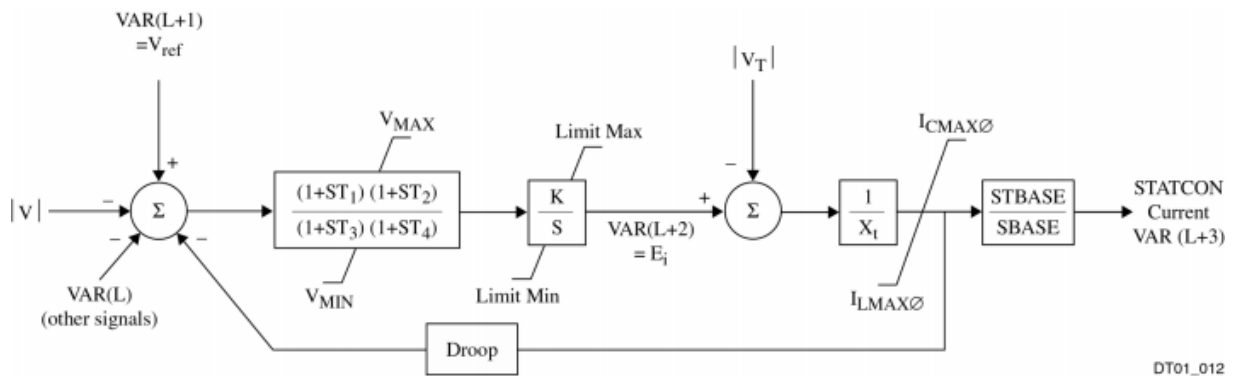 VAR(L+1)
=Vref
|V|
+
−
−
−
Σ
VAR(L)
(other signals)
VMAX
(1+ST1) (1+ST2)
(1+ST3) (1+ST4)
VMIN
Limit Max
K
S
Limit Min
VAR(L+2)
= Ei
|VT|
−
+
Σ
1
Xt
ICMAXØ
ILMAXØ
STBASE
SBASE
STATCON
Current
VAR (L+3)
Droop
DT01_012